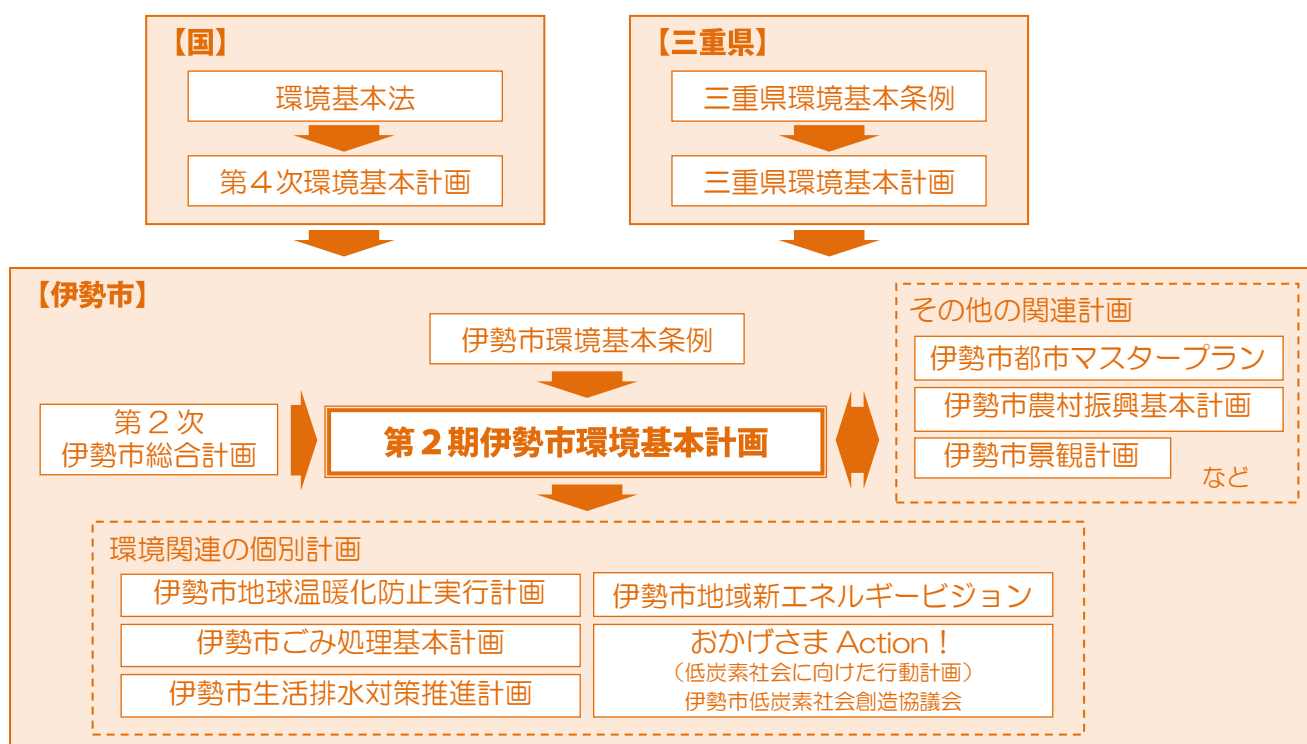 【国】
環境基本法
第４次環境基本計画
【三重県】
三重県環境基本条例
三重県環境基本計画
【伊勢市】
伊勢市環境基本条例
第２次
伊勢市総合計画
第２期伊勢市環境基本計画
その他の関連計画
伊勢市都市マスタープラン
伊勢市農村振興基本計画
伊勢市景観計画
など
環境関連の個別計画
伊勢市地球温暖化防止実行計画
伊勢市ごみ処理基本計画
伊勢市生活排水対策推進計画
伊勢市地域新エネルギービジョン
おかげさま Action！
（低炭素社会に向けた行動計画）
伊勢市低炭素社会創造協議会